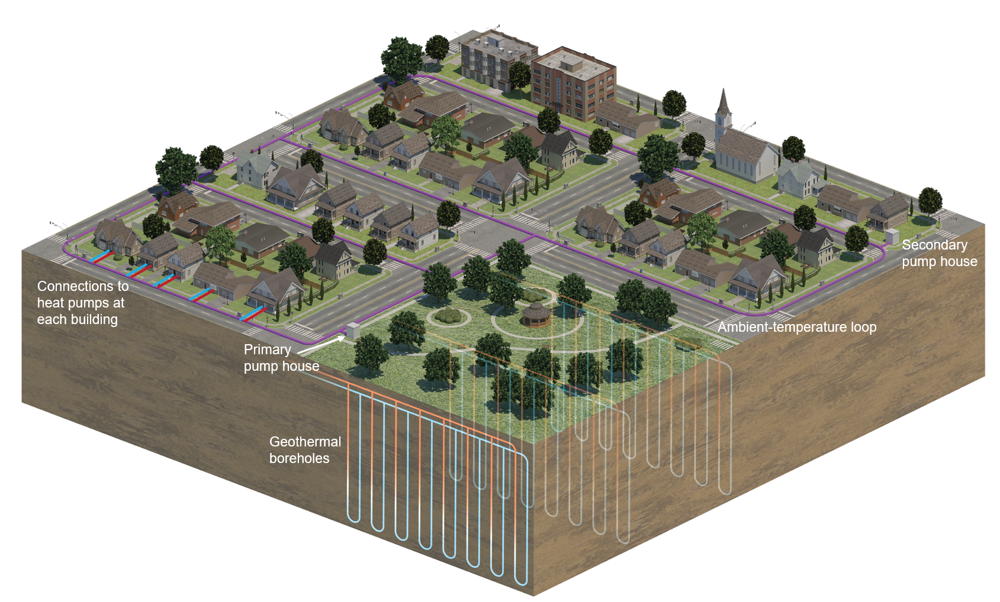 Secondary
pump house
Connections to
heat pumps at
each building
Ambient-temperature loop
Primary
pump house
Geothermal
boreholes